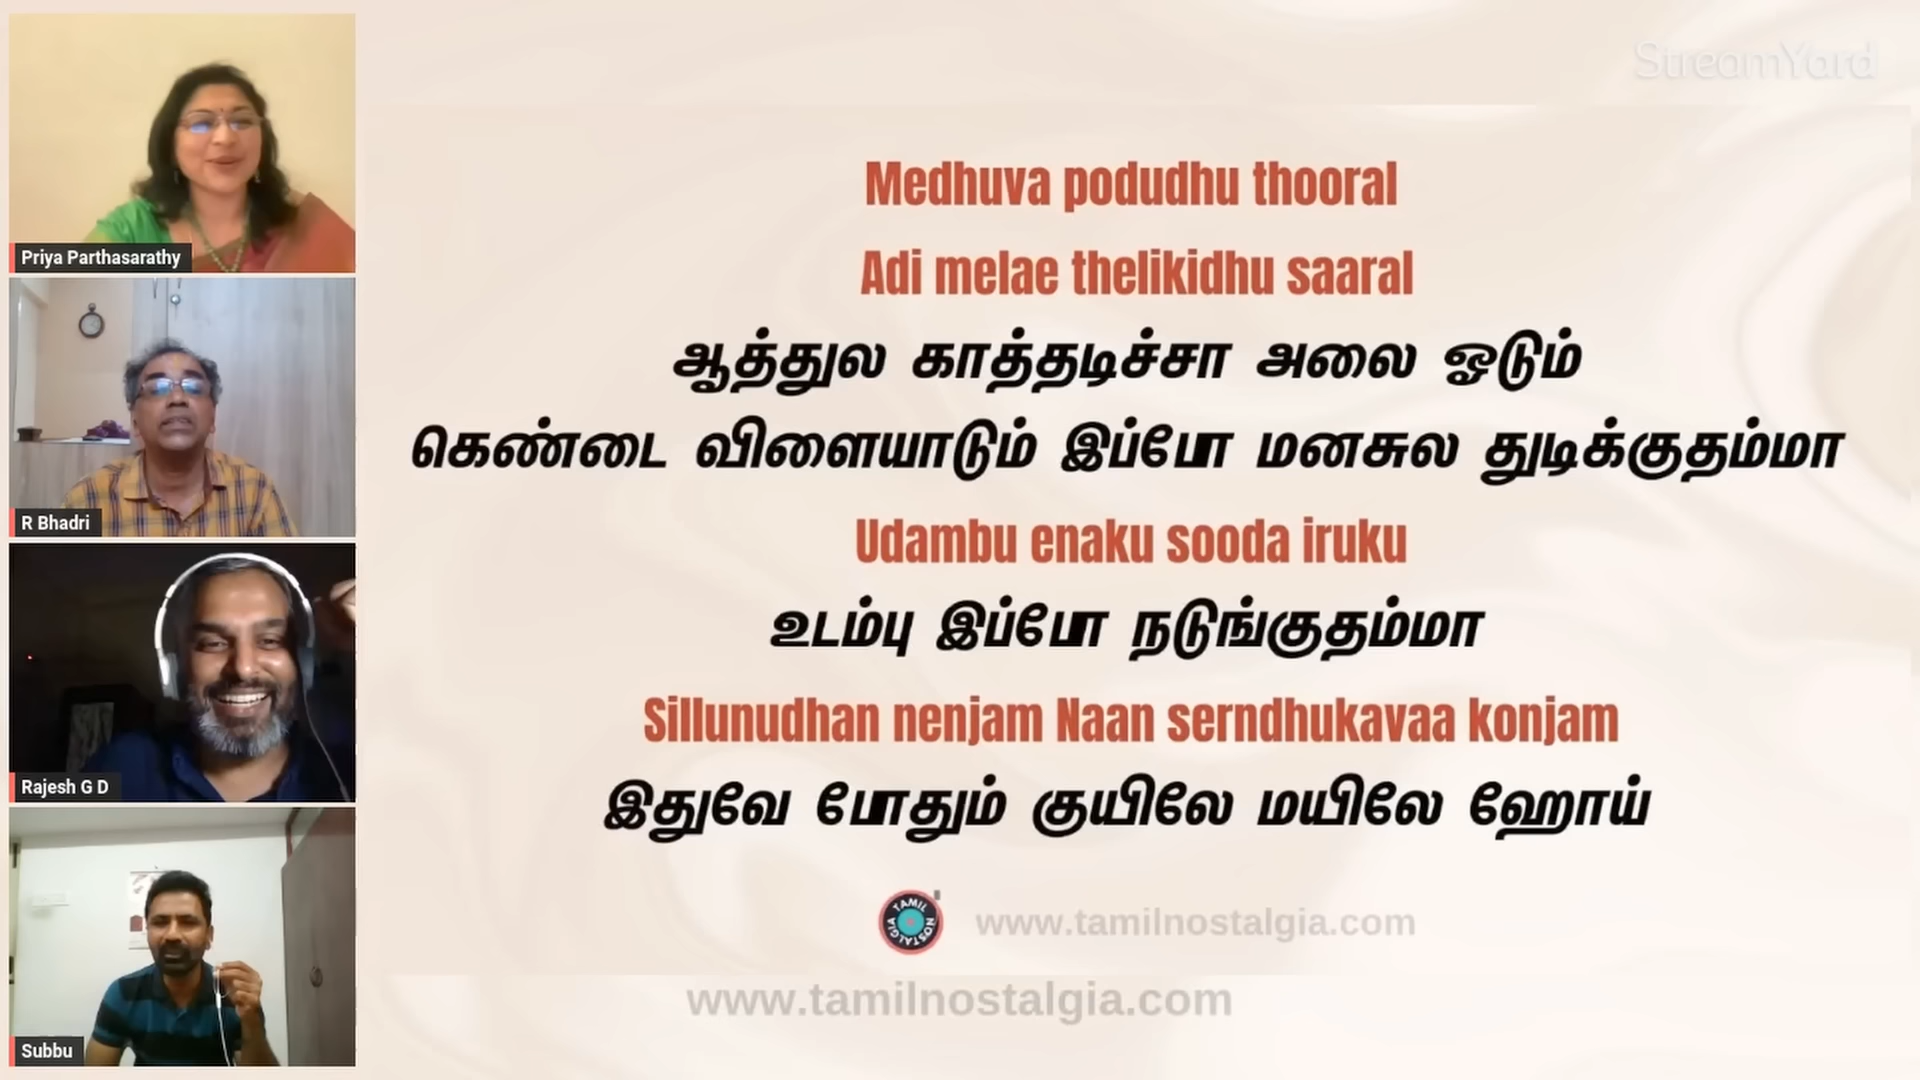 StreamYard
Priya Parthasarathy
R Bhadri
Rajesh G D
Subbu
Medhuva podudhu thooral
Adi melae thelikidhu saaral
ஆத்துல காத்தடிச்சா அலை ஓடும்
கெண்டை விளையாடும் இப்போ மனசுல துடிக்குதம்மா
Udambu enaku sooda iruku
உடம்பு இப்போ நடுங்குதம்மா
Sillunudhan nenjam Naan serndhukavaa konjam
இதுவே போதும் குயிலே மயிலே ஹோய்
TAMIL NOSTALGIA
www.tamilnostalgia.com
www.tamilnostalgia.com